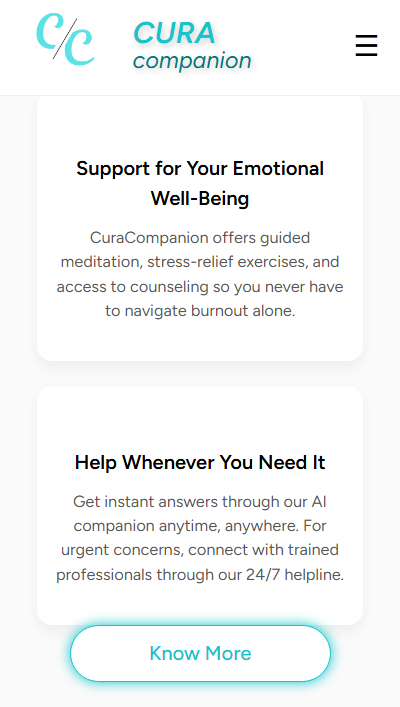 C/C
CURA
companion
Support for Your Emotional
Well-Being
CuraCompanion offers guided
meditation, stress-relief exercises, and
access to counseling so you never have
to navigate burnout alone.
Help Whenever You Need It
Get instant answers through our AI
companion anytime, anywhere. For
urgent concerns, connect with trained
professionals through our 24/7 helpline.
Know More